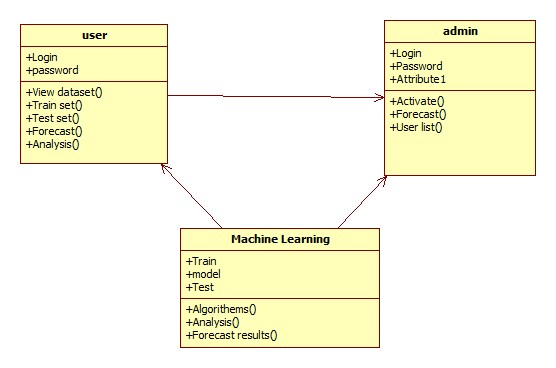 user
+Login
+password
+View dataset()
+Train set()
+Test set()
+Forecast()
+Analysis()
admin
+Login
+Password
+Attribute1
+Activate()
+Forecast()
+User list()
Machine Learning
+Train
+model
+Test
+Algorithems()
+Analysis()
+Forecast results()